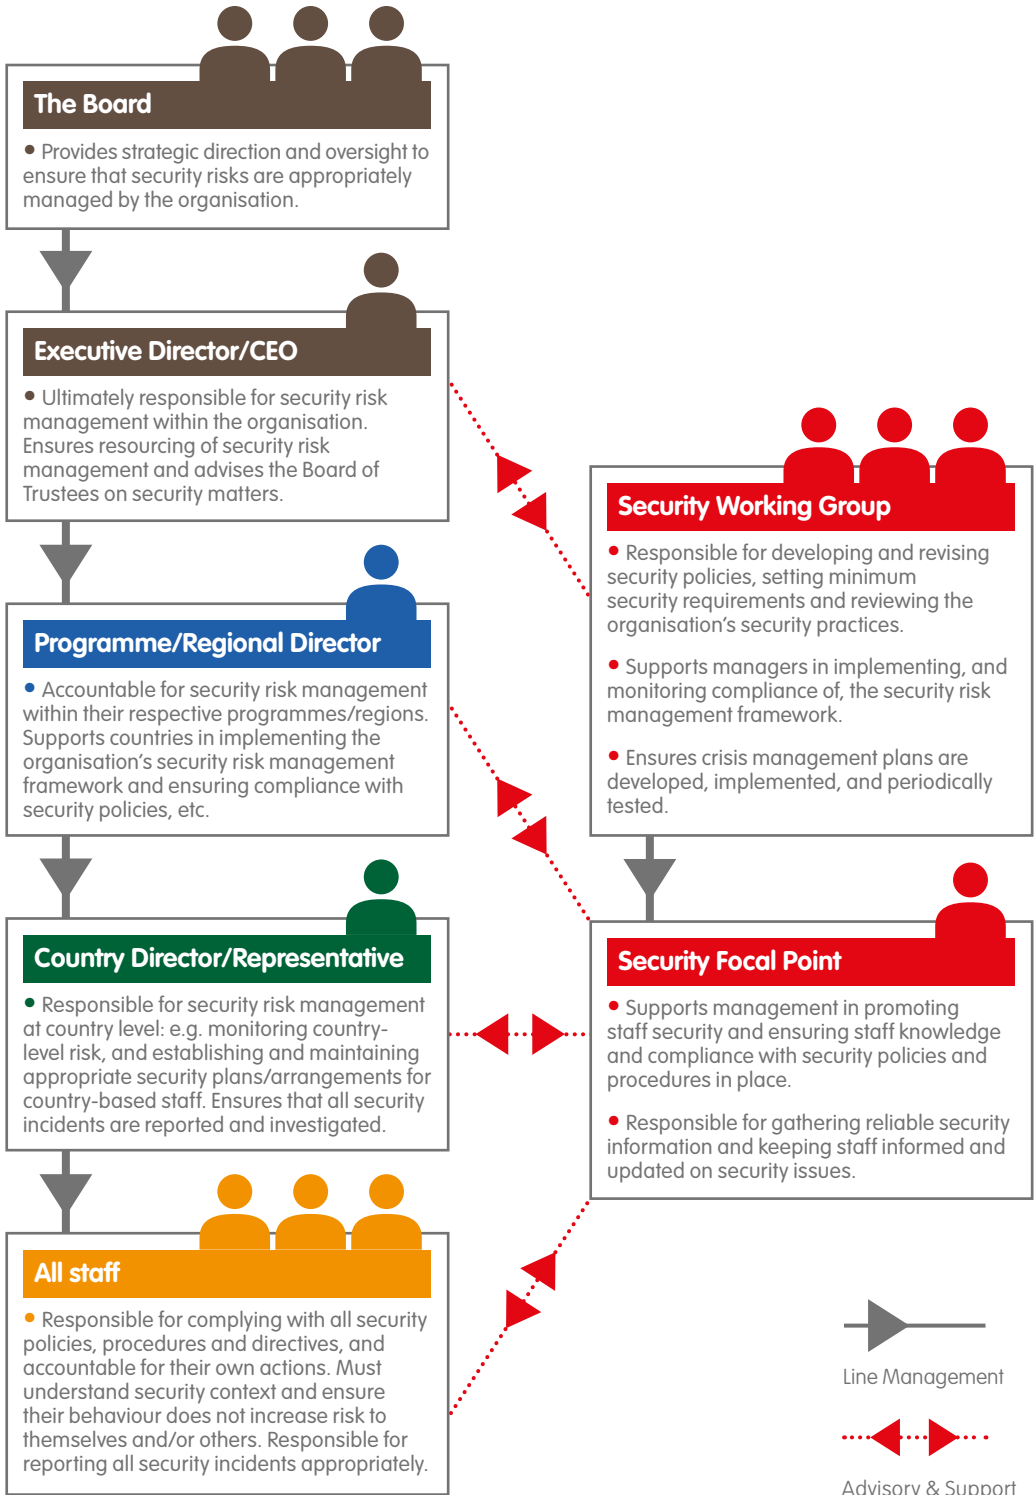 The Board
• Provides strategic direction and oversight to
ensure that security risks are appropriately
managed by the organisation.
Executive Director/CEO
• Ultimately responsible for security risk
management within the organisation.
Ensures resourcing of security risk
management and advises the Board of
Trustees on security matters.
Programme/Regional Director
• Accountable for security risk management
within their respective programmes/regions.
Supports countries in implementing the
organisation’s security risk management
framework and ensuring compliance with
security policies, etc.
Country Director/Representative
• Responsible for security risk management
at country level: e.g. monitoring country-
level risk, and establishing and maintaining
appropriate security plans/arrangements for
country-based staff. Ensures that all security
incidents are reported and investigated.
All staff
• Responsible for complying with all security
policies, procedures and directives, and
accountable for their own actions. Must
understand security context and ensure
their behaviour does not increase risk to
themselves and/or others. Responsible for
reporting all security incidents appropriately.
Security Working Group
• Responsible for developing and revising
security policies, setting minimum
security requirements and reviewing the
organisation’s security practices.
• Supports managers in implementing, and
monitoring compliance of, the security risk
management framework.
• Ensures crisis management plans are
developed, implemented, and periodically
tested.
Security Focal Point
• Supports management in promoting
staff security and ensuring staff knowledge
and compliance with security policies and
procedures in place.
• Responsible for gathering reliable security
information and keeping staff informed and
updated on security issues.
Line Management
Advisory & Support